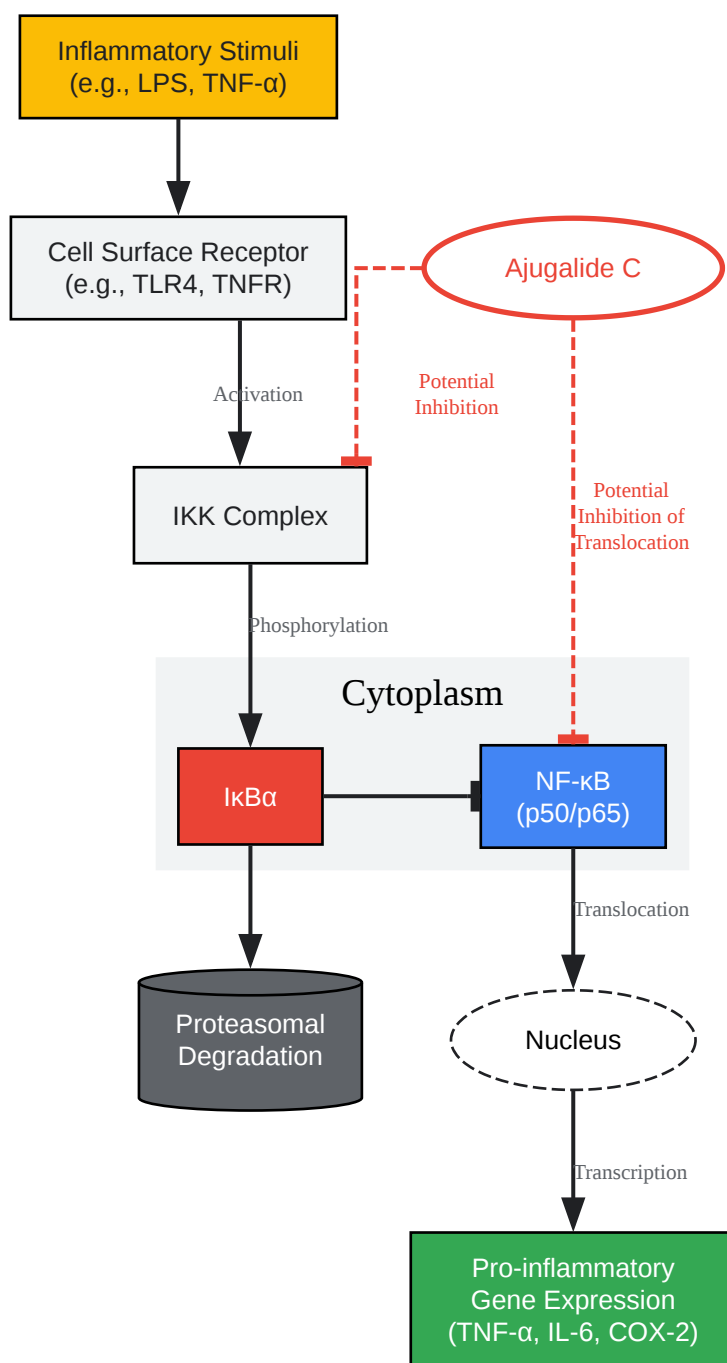 Inflammatory Stimuli
(e.g., LPS, TNF-α)
Cell Surface Receptor
(e.g., TLR4, TNFR)
Ajugalide C
Activation
Potential
Inhibition
IKK Complex
Potential
Inhibition of
Translocation
Phosphorylation
Cytoplasm
IκBα
NF-κB
(p50/p65)
Translocation
Proteasomal
Degradation
Nucleus
Transcription
Pro-inflammatory
Gene Expression
(TNF-α, IL-6, COX-2)